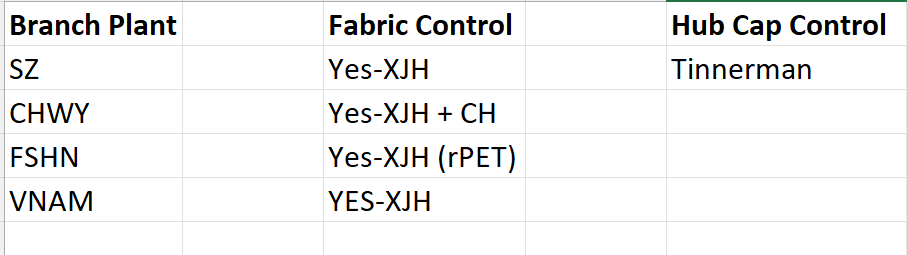 Branch Plant Fabric Control Hub Cap Control
SZ Yes-XJH Tinnerman
CHWY Yes-XJH + CH
FSHN Yes-XJH (rPET)
VNAM YES-XJH